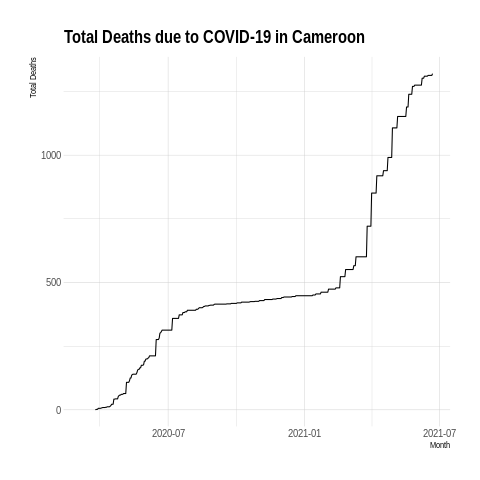 Total Deaths due to COVID-19 in Cameroon
Total Deaths
1000
500
0
2020-07
2021-01
2021-07
Month